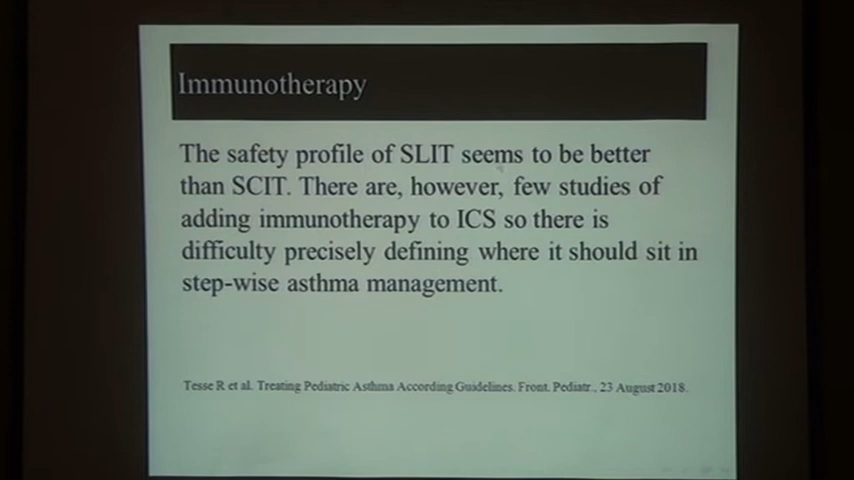 Immunotherapy
The safety profile of SLIT seems to be better
than SCIT. There are, however, few studies of
adding immunotherapy to ICS so there is
difficulty precisely defining where it should sit in
step-wise asthma management.
Tesse R et al. Treating Pediatric Asthma According Guidelines. Front. Pediatr., 23 August 2018.